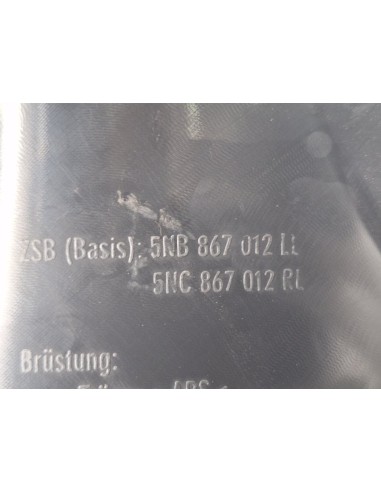 ZSB (Basis): 5NB 867 012 LL
5NC 867 012 RL
Brüstung: